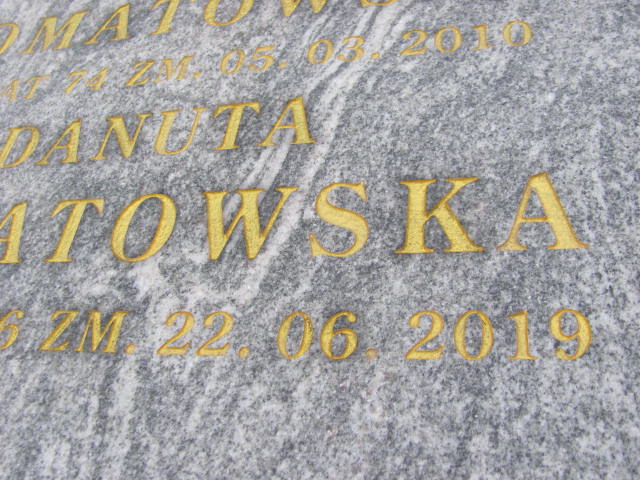 OMATOWS
AT 74 ZM. 05. 03. 2010
DANUTA
ATOWSKA
6 ZM. 22. 06. 2019